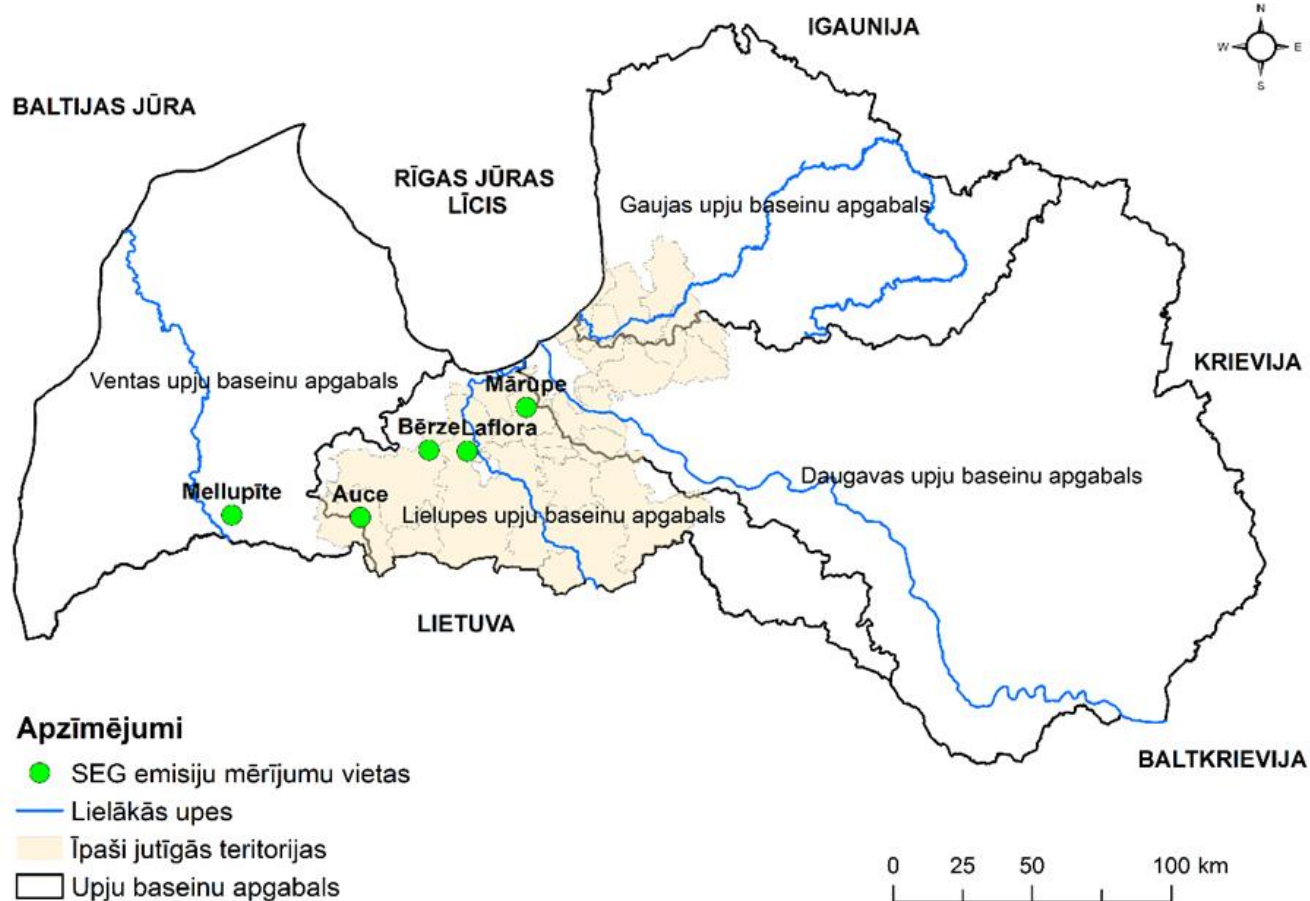 IGAUNIJA
N
W E
S
BALTIJAS JŪRA
RĪGAS JŪRAS
LĪCIS
Gaujas upju baseinu apgabals
KRIEVIJA
Ventas upju baseinu apgabals
Mārupe
Bērze
Laflora
Daugavas upju baseinu apgabals
Mellupīte
Auce
Lielupes upju baseinu apgabals
LIETUVA
BALTKRIEVIJA
Apzīmējumi
SEG emisiju mērījumu vietas
Lielākās upes
Īpaši jutīgās teritorijas
Upju baseinu apgabals
0 25 50 100 km